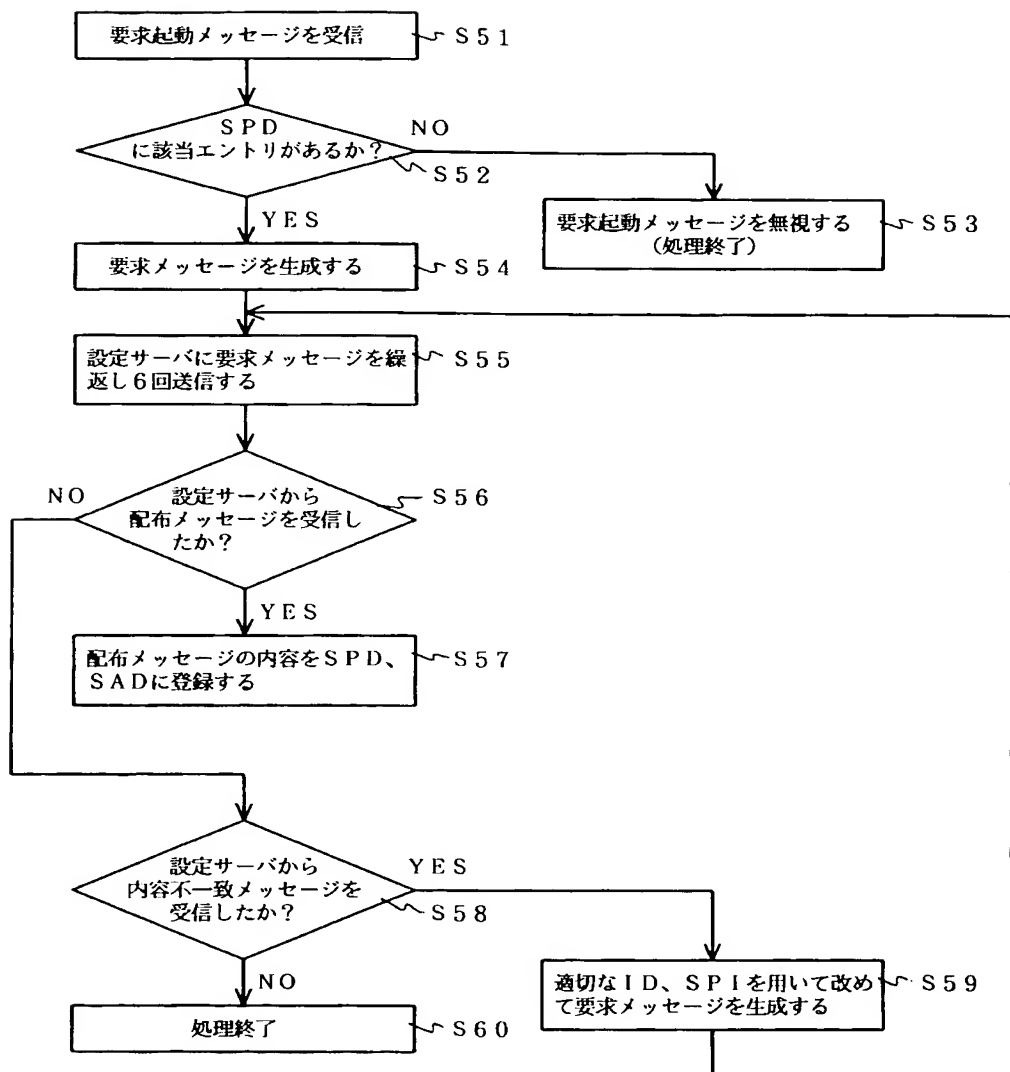 要求起動メッセージを受信
S51
SPD
に該当エントリがあるか？
NO
S52
YES
要求起動メッセージを無視する
（処理終了）
S53
要求メッセージを生成する
S54
設定サーバに要求メッセージを繰
返し6回送信する
S55
NO
設定サーバから
配布メッセージを受信し
たか？
S56
YES
配布メッセージの内容をSPD、
SADに登録する
S57
設定サーバから
内容不一致メッセージを
受信したか？
YES
S58
NO
適切なID、SPIを用いて改め
て要求メッセージを生成する
S59
処理終了
S60